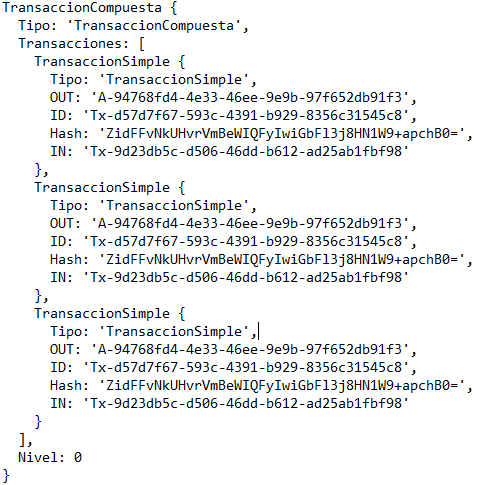 TransaccionCompuesta {
  Tipo: 'TransaccionCompuesta',
  Transacciones: [
    TransaccionSimple {
      Tipo: 'TransaccionSimple',
      OUT: 'A-94768fd4-4e33-46ee-9e9b-97f652db91f3',
      ID: 'Tx-d57d7f67-593c-4391-b929-8356c31545c8',
      Hash: 'ZidFFvNkUHvrVmBeWIQFyIwiGbFl3j8HN1W9+apchB0=',
      IN: 'Tx-9d23db5c-d506-46dd-b612-ad25ab1fbf98'
    },
    TransaccionSimple {
      Tipo: 'TransaccionSimple',
      OUT: 'A-94768fd4-4e33-46ee-9e9b-97f652db91f3',
      ID: 'Tx-d57d7f67-593c-4391-b929-8356c31545c8',
      Hash: 'ZidFFvNkUHvrVmBeWIQFyIwiGbFl3j8HN1W9+apchB0=',
      IN: 'Tx-9d23db5c-d506-46dd-b612-ad25ab1fbf98'
    },
    TransaccionSimple {
      Tipo: 'TransaccionSimple',
      OUT: 'A-94768fd4-4e33-46ee-9e9b-97f652db91f3',
      ID: 'Tx-d57d7f67-593c-4391-b929-8356c31545c8',
      Hash: 'ZidFFvNkUHvrVmBeWIQFyIwiGbFl3j8HN1W9+apchB0=',
      IN: 'Tx-9d23db5c-d506-46dd-b612-ad25ab1fbf98'
    }
  ],
  Nivel: 0
}